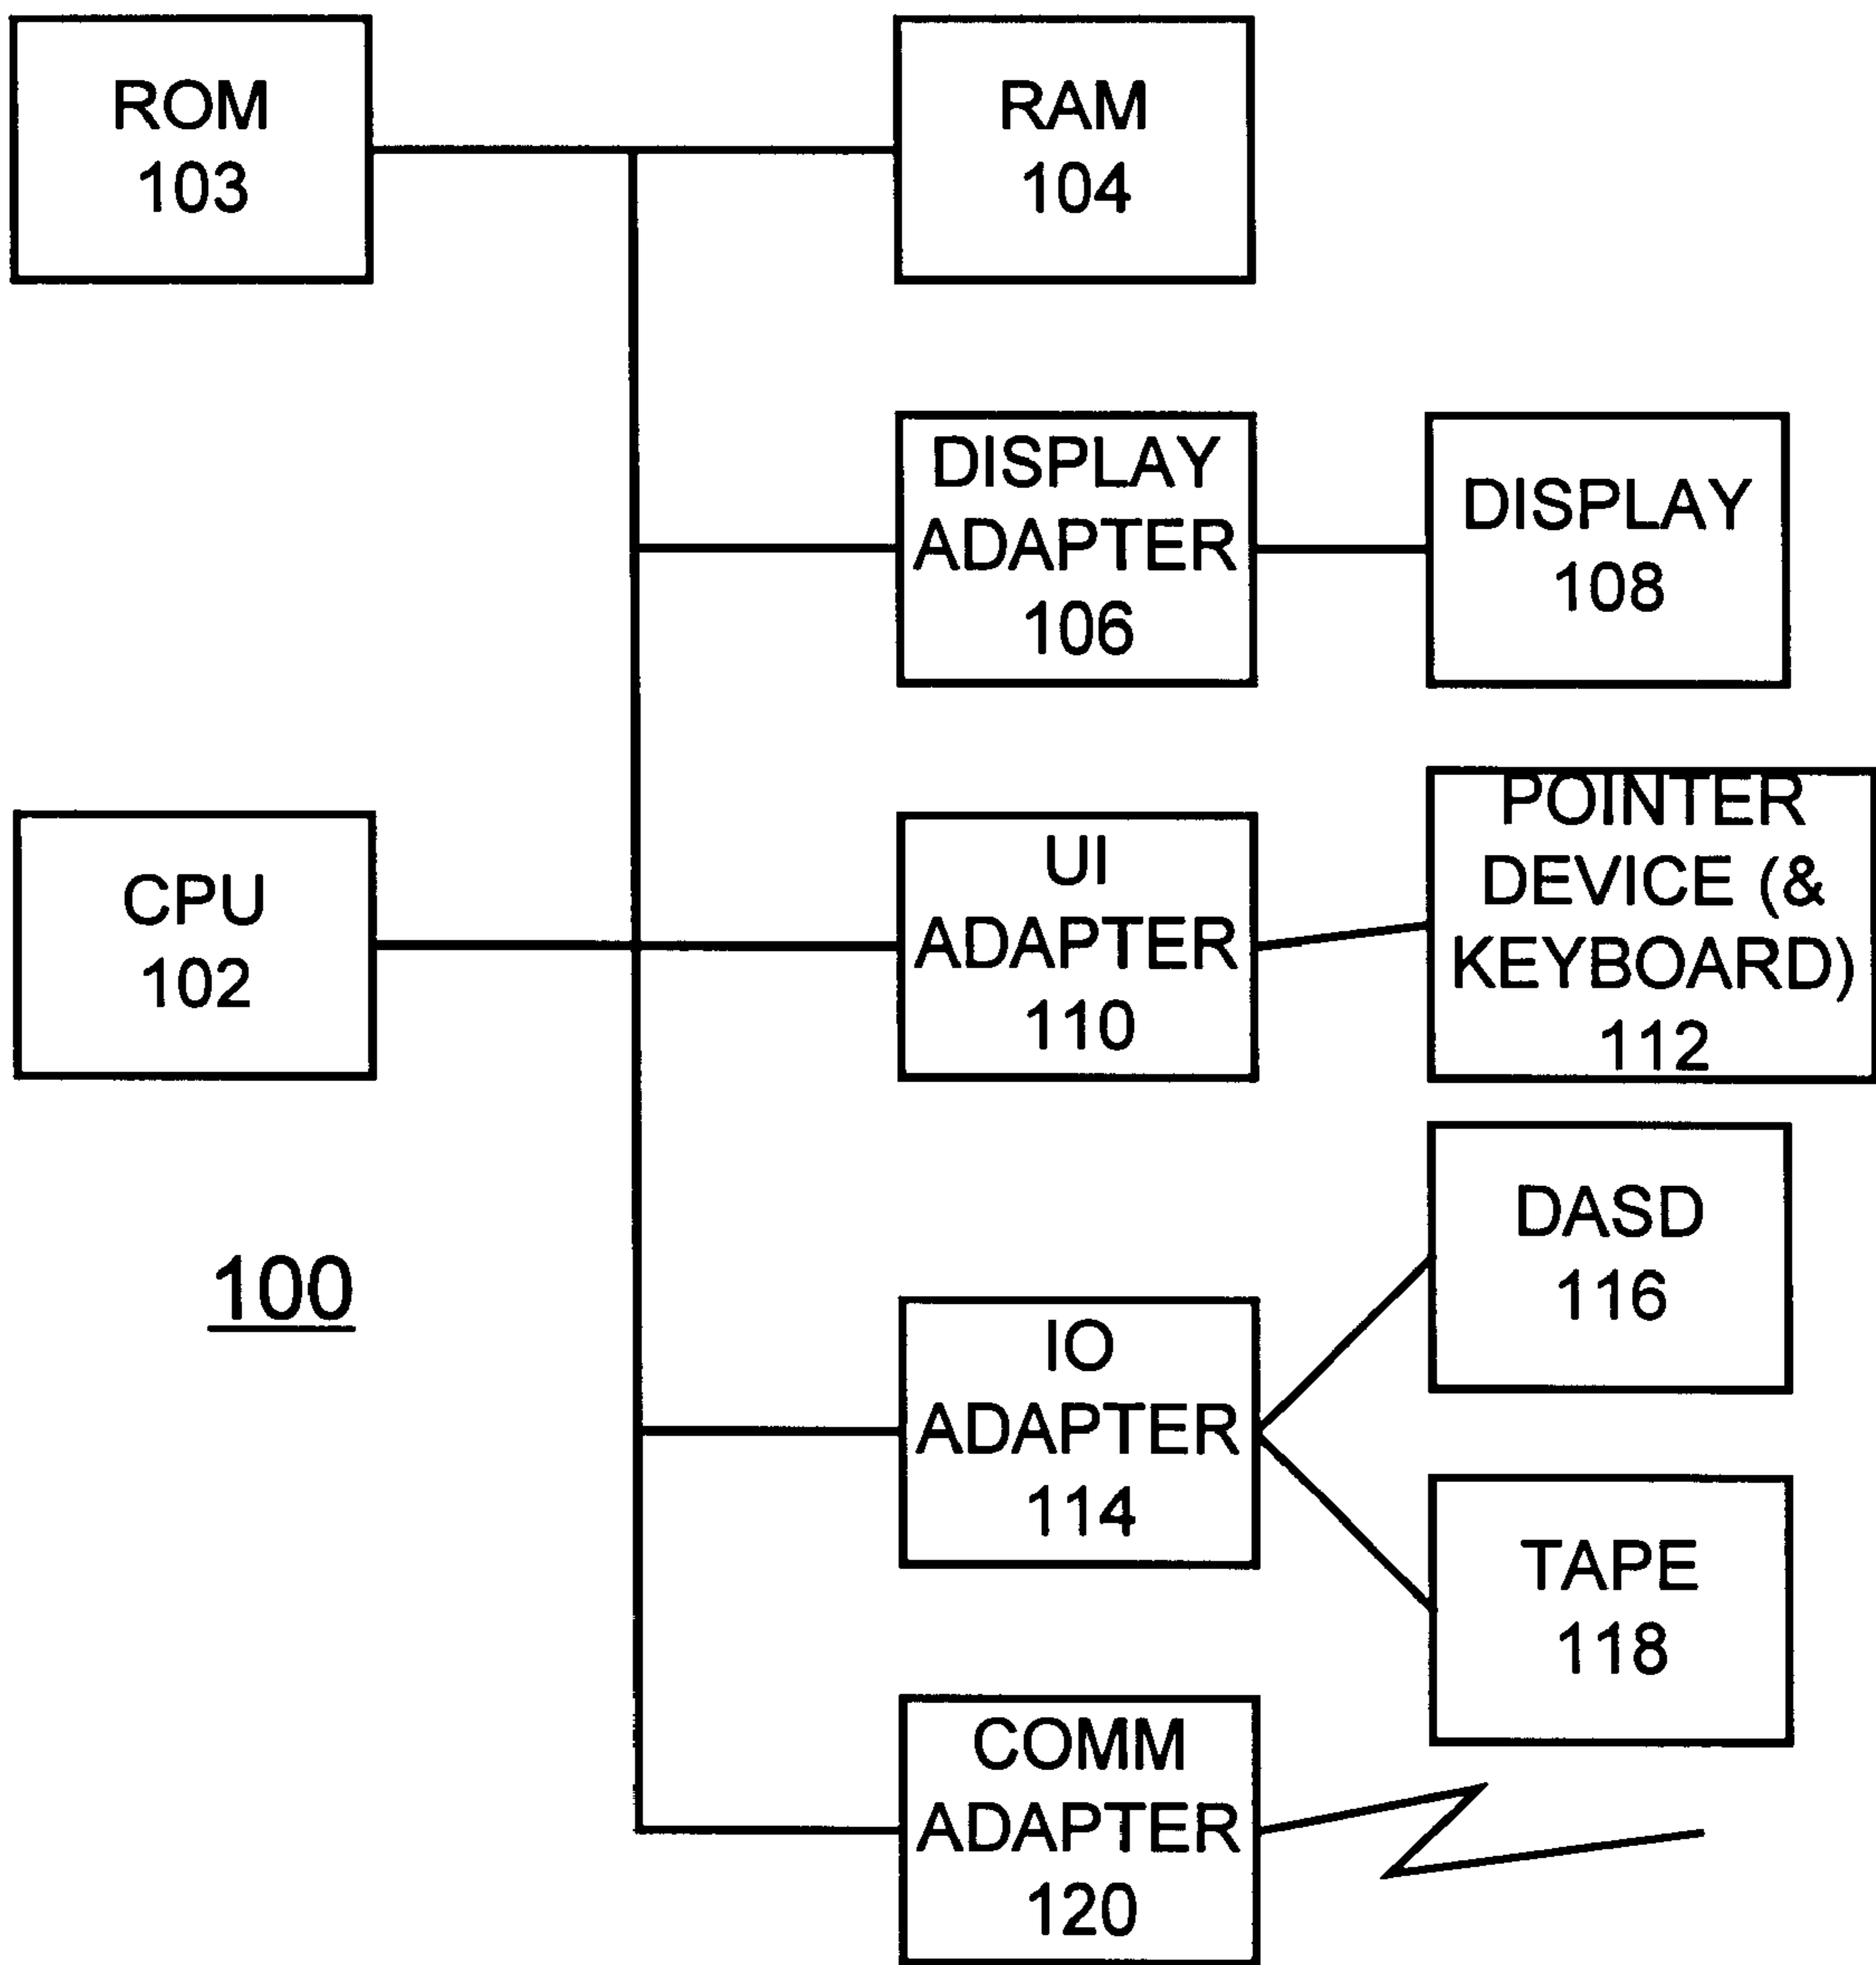 ROM
103
RAM
104
DISPLAY
ADAPTER
106
DISPLAY
108
CPU
102
UI
ADAPTER
110
POINTER
DEVICE (&
KEYBOARD)
112
100
IO
ADAPTER
114
DASD
116
TAPE
118
COMM
ADAPTER
120